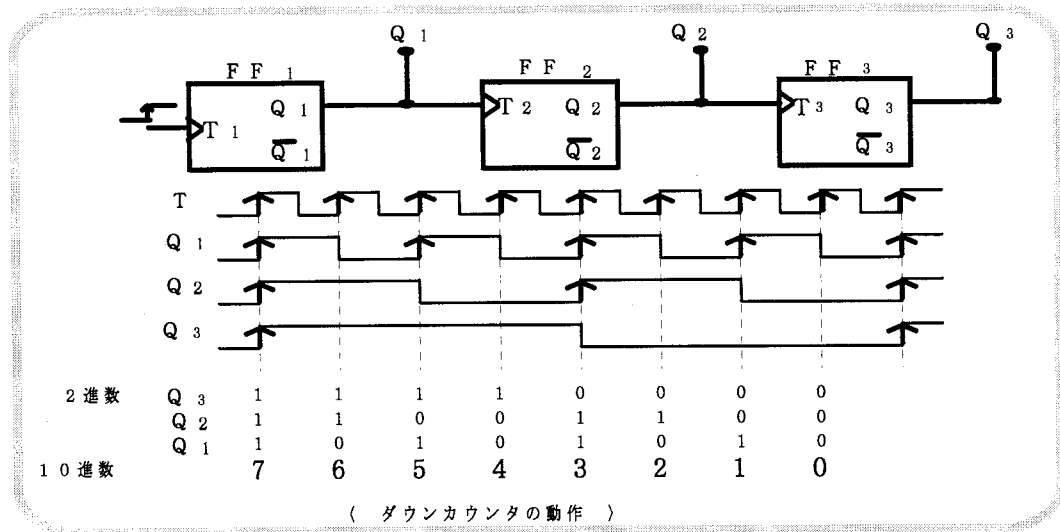 Q 1 Q 2 Q 3
F F 1 F F 2 F F 3
T 1 Q 1 T 2 Q 2 T 3 Q 3
Q̅ 1 Q̅ 2 Q̅ 3
T
Q 1
Q 2
Q 3
2進数 Q 3 1 1 1 1 0 0 0 0
Q 2 1 1 0 0 1 1 0 0
Q 1 1 0 1 0 1 0 1 0
10進数 7 6 5 4 3 2 1 0
( ダウンカウンタの動作 )